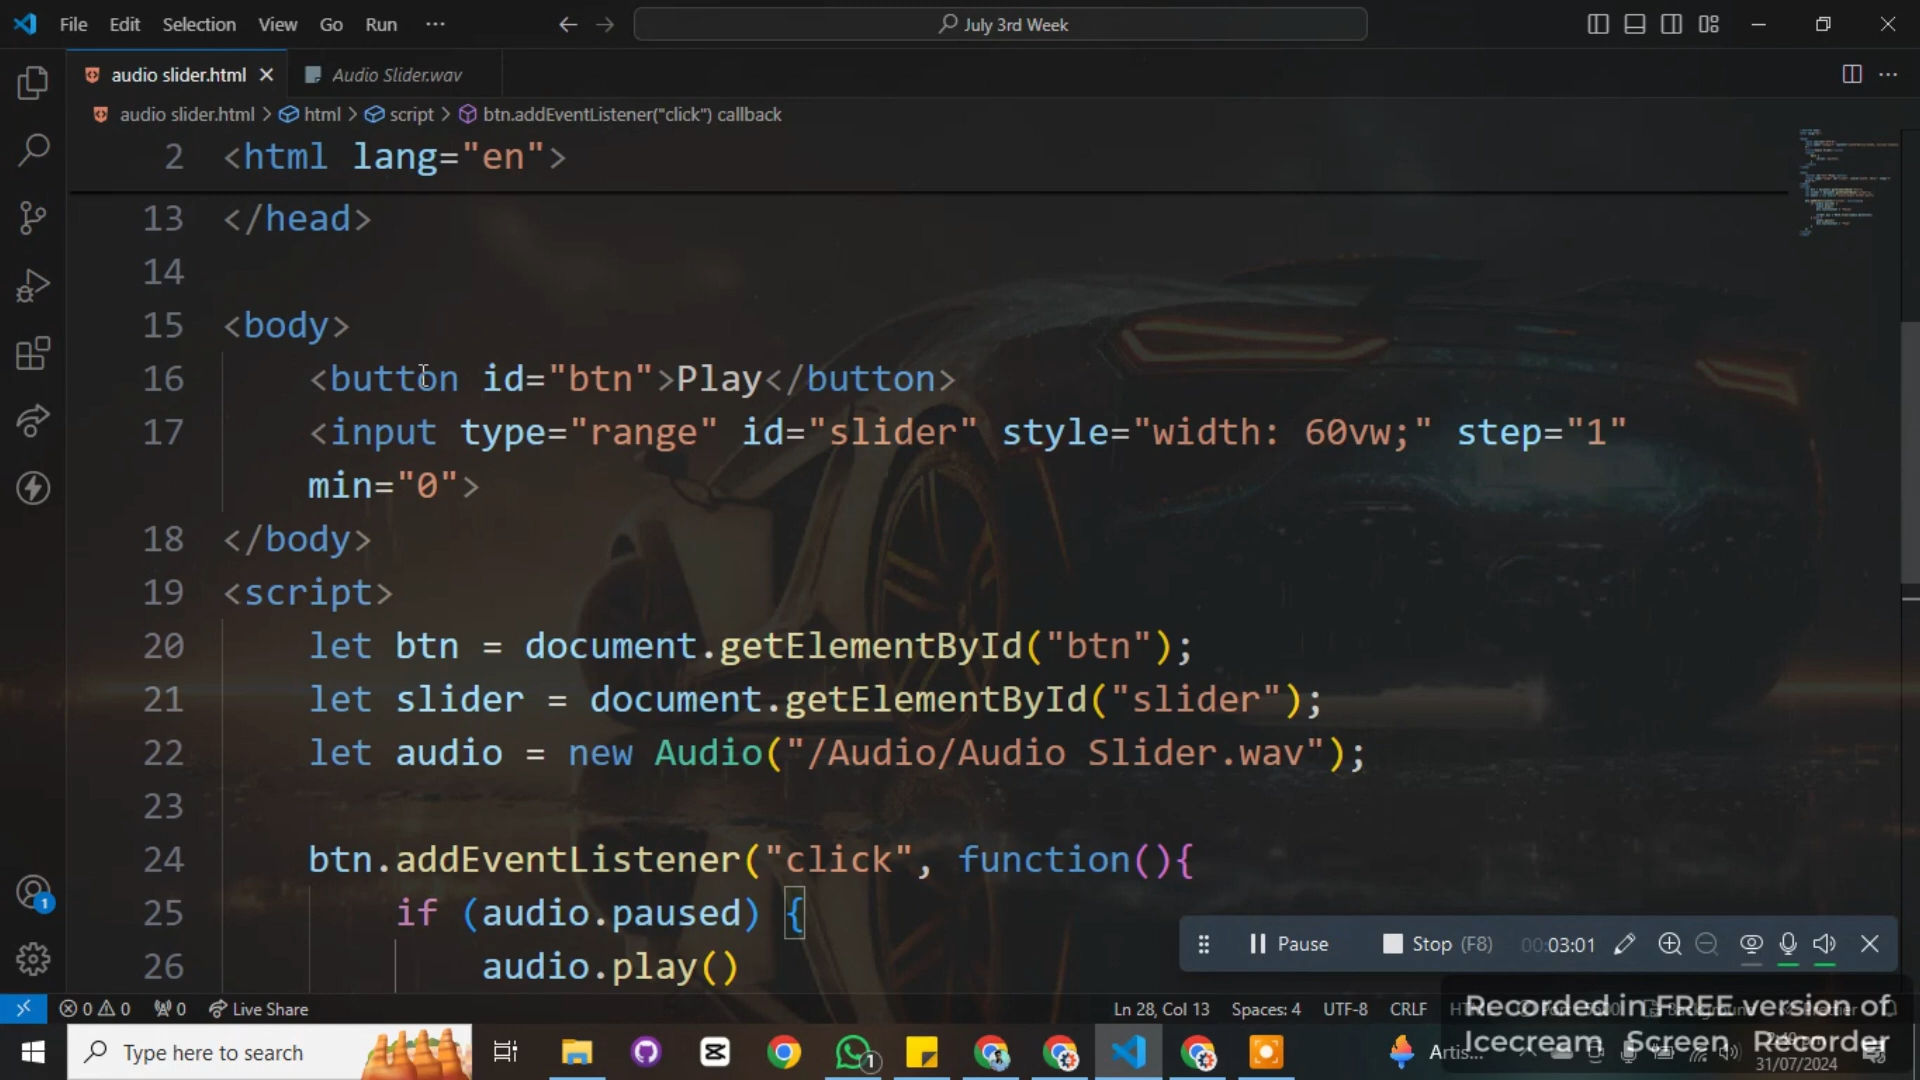 File Edit Selection View Go Run ···
July 3rd Week
audio slider.html
Audio Slider.wav
audio slider.html > html > script > btn.addEventListener("click") callback
2 <html lang="en">
13 </head>
14
15 <body>
16 <button id="btn">Play</button>
17 <input type="range" id="slider" style="width: 60vw;" step="1"
min="0">
18 </body>
19 <script>
20 let btn = document.getElementById("btn");
21 let slider = document.getElementById("slider");
22 let audio = new Audio("/Audio/Audio Slider.wav");
23
24 btn.addEventListener("click", function(){
25 if (audio.paused) {
26 audio.play()
Pause Stop (F8) 00:03:01
1
0 0 0 Live Share
Ln 28, Col 13 Spaces: 4 UTF-8 CRLF
Recorded in FREE version of
Icecream Screen Recorder
Type here to search
1
Artis...
31/07/2024